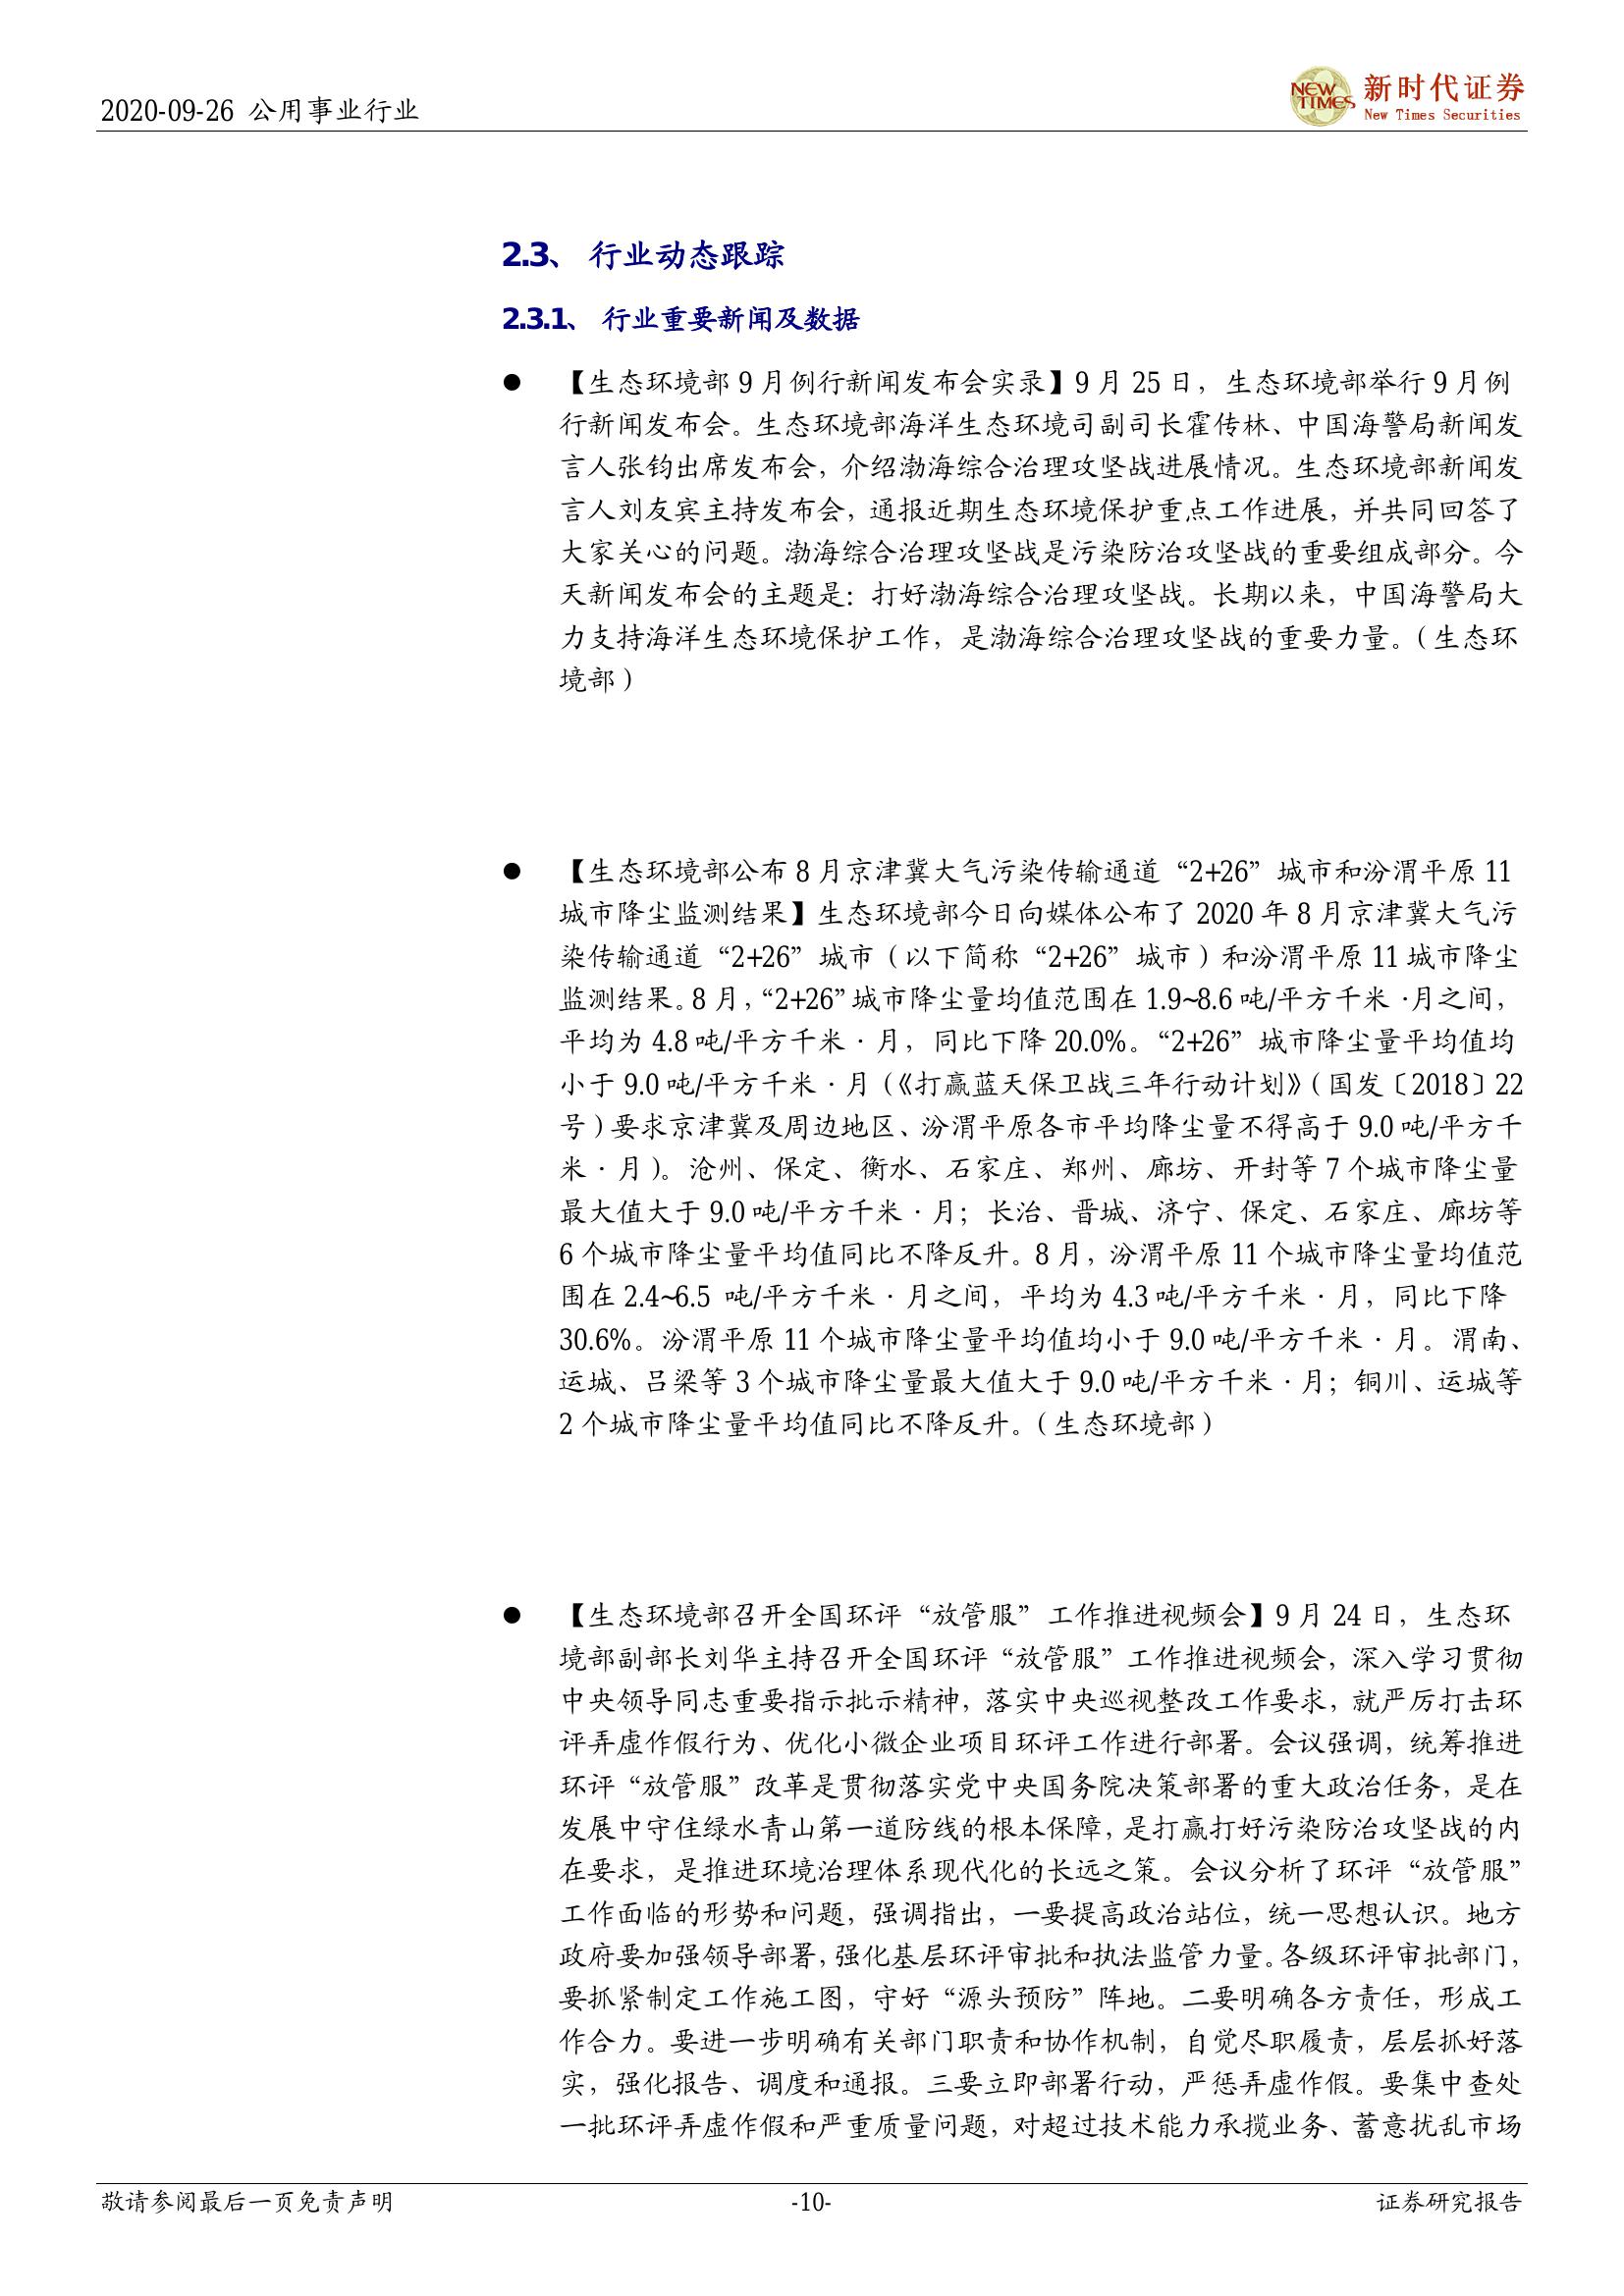 2020-09-26 公用事业行业
NEW TIMES 新时代证券
New Times Securities
2.3、 行业动态跟踪
2.3.1、 行业重要新闻及数据
● 【生态环境部 9 月例行新闻发布会实录】9 月 25 日，生态环境部举行 9 月例
行新闻发布会。生态环境部海洋生态环境司副司长霍传林、中国海警局新闻发
言人张钧出席发布会，介绍渤海综合治理攻坚战进展情况。生态环境部新闻发
言人刘友宾主持发布会，通报近期生态环境保护重点工作进展，并共同回答了
大家关心的问题。渤海综合治理攻坚战是污染防治攻坚战的重要组成部分。今
天新闻发布会的主题是：打好渤海综合治理攻坚战。长期以来，中国海警局大
力支持海洋生态环境保护工作，是渤海综合治理攻坚战的重要力量。（生态环
境部）
● 【生态环境部公布 8 月京津冀大气污染传输通道“2+26”城市和汾渭平原 11
城市降尘监测结果】生态环境部今日向媒体公布了 2020 年 8 月京津冀大气污
染传输通道“2+26”城市（以下简称“2+26”城市）和汾渭平原 11 城市降尘
监测结果。8 月，“2+26”城市降尘量均值范围在 1.9~8.6 吨/平方千米·月之间，
平均为 4.8 吨/平方千米·月，同比下降 20.0%。“2+26”城市降尘量平均值均
小于 9.0 吨/平方千米·月（《打赢蓝天保卫战三年行动计划》（国发〔2018〕22
号）要求京津冀及周边地区、汾渭平原各市平均降尘量不得高于 9.0 吨/平方千
米·月）。沧州、保定、衡水、石家庄、郑州、廊坊、开封等 7 个城市降尘量
最大值大于 9.0 吨/平方千米·月；长治、晋城、济宁、保定、石家庄、廊坊等
6 个城市降尘量平均值同比不降反升。8 月，汾渭平原 11 个城市降尘量均值范
围在 2.4~6.5 吨/平方千米·月之间，平均为 4.3 吨/平方千米·月，同比下降
30.6%。汾渭平原 11 个城市降尘量平均值均小于 9.0 吨/平方千米·月。渭南、
运城、吕梁等 3 个城市降尘量最大值大于 9.0 吨/平方千米·月；铜川、运城等
2 个城市降尘量平均值同比不降反升。（生态环境部）
● 【生态环境部召开全国环评“放管服”工作推进视频会】9 月 24 日，生态环
境部副部长刘华主持召开全国环评“放管服”工作推进视频会，深入学习贯彻
中央领导同志重要指示批示精神，落实中央巡视整改工作要求，就严厉打击环
评弄虚作假行为、优化小微企业项目环评工作进行部署。会议强调，统筹推进
环评“放管服”改革是贯彻落实党中央国务院决策部署的重大政治任务，是在
发展中守住绿水青山第一道防线的根本保障，是打赢打好污染防治攻坚战的内
在要求，是推进环境治理体系现代化的长远之策。会议分析了环评“放管服”
工作面临的形势和问题，强调指出，一要提高政治站位，统一思想认识。地方
政府要加强领导部署，强化基层环评审批和执法监管力量。各级环评审批部门，
要抓紧制定工作施工图，守好“源头预防”阵地。二要明确各方责任，形成工
作合力。要进一步明确有关部门职责和协作机制，自觉尽职履责，层层抓好落
实，强化报告、调度和通报。三要立即部署行动，严惩弄虚作假。要集中查处
一批环评弄虚作假和严重质量问题，对超过技术能力承揽业务、蓄意扰乱市场
敬请参阅最后一页免责声明 -10- 证券研究报告